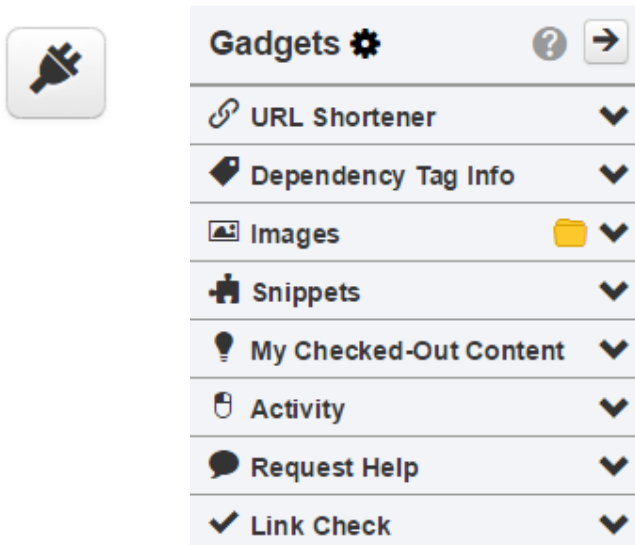 Gadgets
URL Shortener
Dependency Tag Info
Images
Snippets
My Checked-Out Content
Activity
Request Help
Link Check